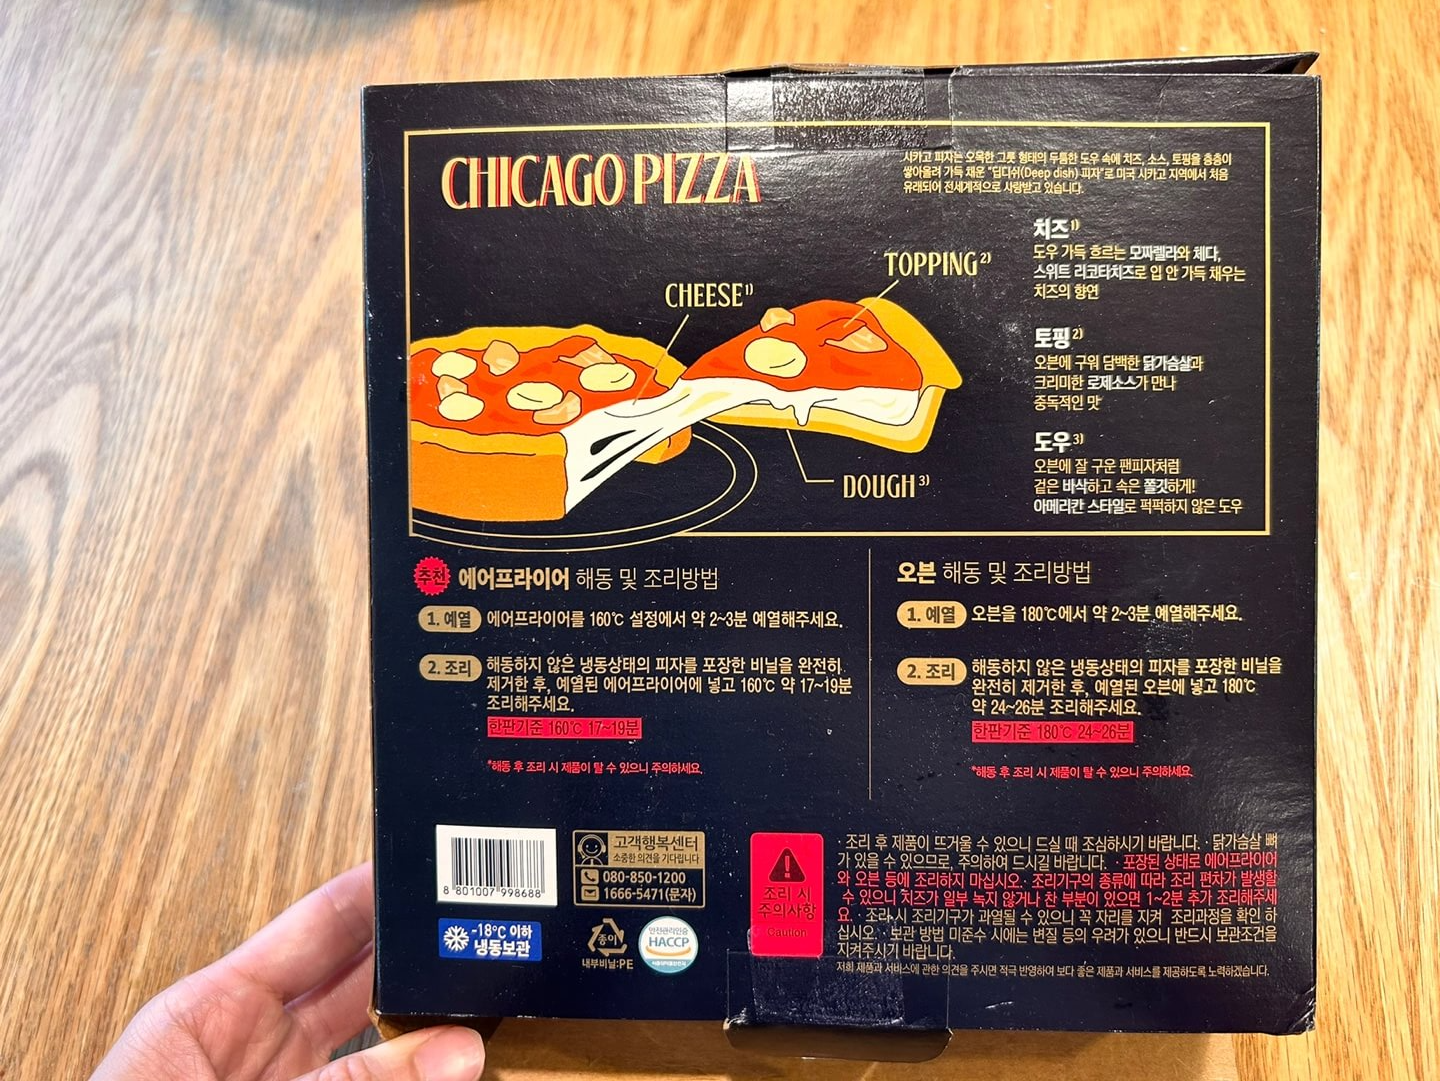 CHICAGO PIZZA
시카고 피자는 오목한 그릇 형태의 두툼한 도우 속에 치즈, 소스, 토핑을 층층이
쌓아올려 가득 채운 "딥디쉬(Deep dish) 피자"로 미국 시카고 지역에서 처음
유래되어 전세계적으로 사랑받고 있습니다.
CHEESE1)
TOPPING2)
DOUGH3)
치즈1)
도우 가득 흐르는 모짜렐라와 체다,
스위트 리코타치즈로 입 안 가득 채우는
치즈의 향연
토핑2)
오븐에 구워 담백한 닭가슴살과
크리미한 로제소스가 만나
중독적인 맛
도우3)
오븐에 잘 구운 팬피자처럼
겉은 바삭하고 속은 쫄깃하게!
아메리칸 스타일로 퍽퍽하지 않은 도우
추천 에어프라이어 해동 및 조리방법
1. 예열 에어프라이어를 160℃ 설정에서 약 2~3분 예열해주세요.
2. 조리 해동하지 않은 냉동상태의 피자를 포장한 비닐을 완전히
제거한 후, 예열된 에어프라이어에 넣고 160℃ 약 17~19분
조리해주세요.
한판기준 160℃ 17~19분
*해동 후 조리 시 제품이 탈 수 있으니 주의하세요.
오븐 해동 및 조리방법
1. 예열 오븐을 180℃에서 약 2~3분 예열해주세요.
2. 조리 해동하지 않은 냉동상태의 피자를 포장한 비닐을
완전히 제거한 후, 예열된 오븐에 넣고 180℃
약 24~26분 조리해주세요.
한판기준 180℃ 24~26분
*해동 후 조리 시 제품이 탈 수 있으니 주의하세요.
8 801007 998688
고객행복센터
소중한 의견을 기다립니다
080-850-1200
1666-5471(문자)
-18℃ 이하
냉동보관
종이
내부비닐:PE
안전관리인증
HACCP
조리 시
주의사항
Caution
· 조리 후 제품이 뜨거울 수 있으니 드실 때 조심하시기 바랍니다. · 닭가슴살 뼈
가 있을 수 있으므로, 주의하여 드시길 바랍니다. · 포장된 상태로 에어프라이어
와 오븐 등에 조리하지 마십시오. · 조리기구의 종류에 따라 조리 편차가 발생할
수 있으니 치즈가 일부 녹지 않거나 찬 부분이 있으면 1~2분 추가 조리해주세
요. · 조리 시 조리기구가 과열될 수 있으니 꼭 자리를 지켜 조리과정을 확인 하
십시오. · 보관 방법 미준수 시에는 변질 등의 우려가 있으니 반드시 보관조건을
지켜주시기 바랍니다.
저희 제품과 서비스에 관한 의견을 주시면 적극 반영하여 보다 좋은 제품과 서비스를 제공하도록 노력하겠습니다.